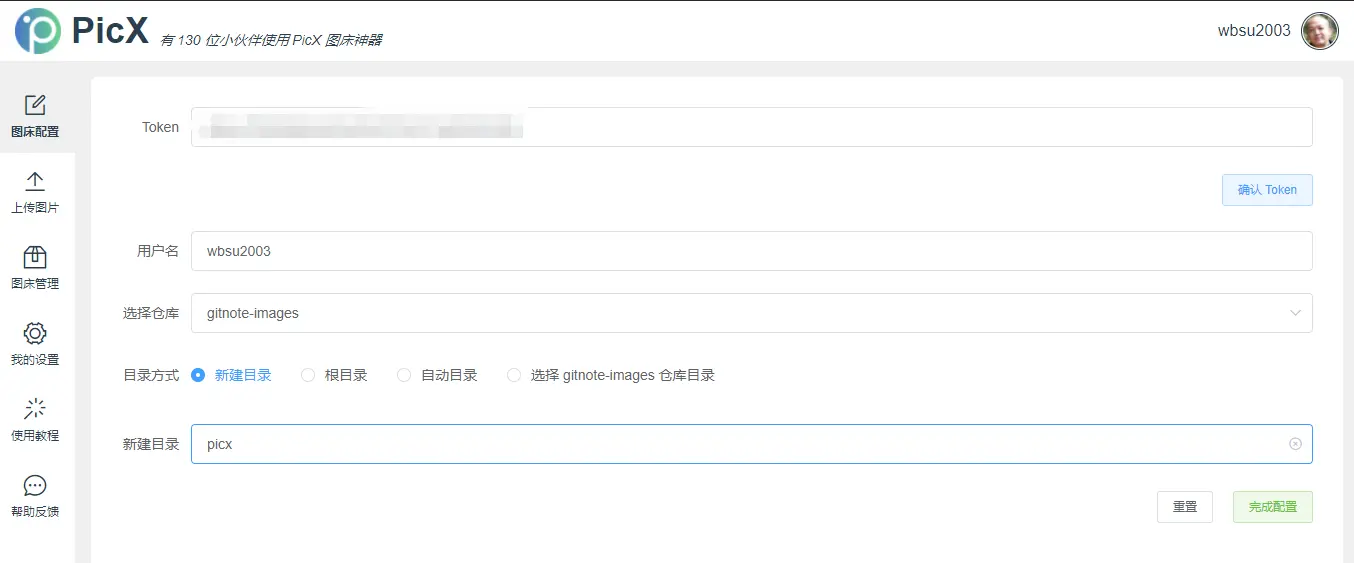 PicX 有 130 位小伙伴使用 PicX 图床神器
wbsu2003
图床配置
上传图片
图床管理
我的设置
使用教程
帮助反馈
Token
确认 Token
用户名 wbsu2003
选择仓库 gitnote-images
目录方式 新建目录 根目录 自动目录 选择 gitnote-images 仓库目录
新建目录 picx
重置 完成配置